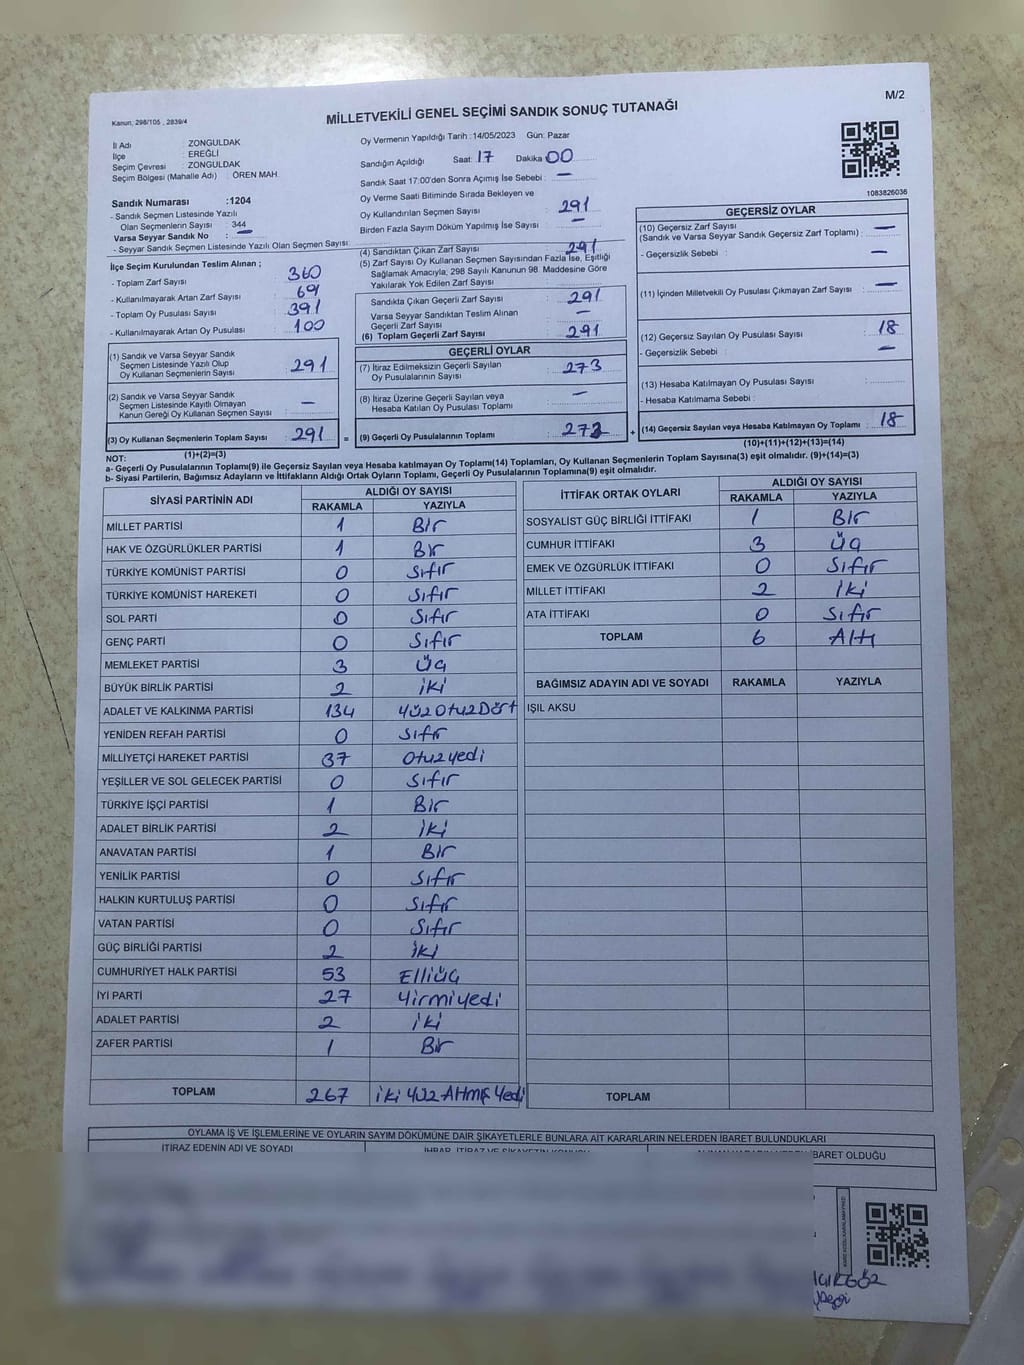 M/2
Kanun, 298/105 , 2839/4
MİLLETVEKİLİ GENEL SEÇİMİ SANDIK SONUÇ TUTANAĞI
İl Adı : ZONGULDAK
İlçe : EREĞLİ
Seçim Çevresi : ZONGULDAK
Seçim Bölgesi (Mahalle Adı) : ÖREN MAH.
Sandık Numarası :1204
- Sandık Seçmen Listesinde Yazılı
Olan Seçmenlerin Sayısı : 344
Varsa Seyyar Sandık No : —
- Seyyar Sandık Seçmen Listesinde Yazılı Olan Seçmen Sayısı:
Oy Vermenin Yapıldığı Tarih :14/05/2023 Gün: Pazar
Sandığın Açıldığı Saat: 17 Dakika :00
Sandık Saat 17:00'den Sonra Açımış İse Sebebi : —
Oy Verme Saati Bitiminde Sırada Bekleyen ve
Oy Kullandırılan Seçmen Sayısı : 291
Birden Fazla Sayım Döküm Yapılmış İse Sayısı : —
1083826036
İlçe Seçim Kurulundan Teslim Alınan ;
- Toplam Zarf Sayısı : 360
- Kullanılmayarak Artan Zarf Sayısı : 69
- Toplam Oy Pusulası Sayısı : 391
- Kullanılmayarak Artan Oy Pusulası : 100
(4) Sandıktan Çıkan Zarf Sayısı : 291
(5) Zarf Sayısı Oy Kullanan Seçmen Sayısından Fazla İse, Eşitliği
Sağlamak Amacıyla, 298 Sayılı Kanunun 98. Maddesine Göre
Yakılarak Yok Edilen Zarf Sayısı :
Sandıkta Çıkan Geçerli Zarf Sayısı : 291
Varsa Seyyar Sandıktan Teslim Alınan
Geçerli Zarf Sayısı : —
(6) Toplam Geçerli Zarf Sayısı : 291
GEÇERSİZ OYLAR
(10) Geçersiz Zarf Sayısı
(Sandık ve Varsa Seyyar Sandık Geçersiz Zarf Toplamı) : —
- Geçersizlik Sebebi : —
(11) İçinden Milletvekili Oy Pusulası Çıkmayan Zarf Sayısı : —
(12) Geçersiz Sayılan Oy Pusulası Sayısı : 18
- Geçersizlik Sebebi : —
(13) Hesaba Katılmayan Oy Pusulası Sayısı :
- Hesaba Katılmama Sebebi :
(14) Geçersiz Sayılan veya Hesaba Katılmayan Oy Toplamı : 18
(10)+(11)+(12)+(13)=(14)
(1) Sandık ve Varsa Seyyar Sandık
Seçmen Listesinde Yazılı Olup
Oy Kullanan Seçmenlerin Sayısı : 291
(2) Sandık ve Varsa Seyyar Sandık
Seçmen Listesinde Kayıtlı Olmayan
Kanun Gereği Oy Kullanan Seçmen Sayısı : —
(3) Oy Kullanan Seçmenlerin Toplam Sayısı : 291 =
(1)+(2)=(3)
GEÇERLİ OYLAR
(7) İtiraz Edilmeksizin Geçerli Sayılan
Oy Pusulalarının Sayısı : 273
(8) İtiraz Üzerine Geçerli Sayılan veya
Hesaba Katılan Oy Pusulası Toplamı : —
(9) Geçerli Oy Pusulalarının Toplamı : 273 +
NOT:
a- Geçerli Oy Pusulalarının Toplamı(9) ile Geçersiz Sayılan veya Hesaba katılmayan Oy Toplamı(14) Toplamları, Oy Kullanan Seçmenlerin Toplam Sayısına(3) eşit olmalıdır. (9)+(14)=(3)
b- Siyasi Partilerin, Bağımsız Adayların ve İttifakların Aldığı Ortak Oyların Toplamı, Geçerli Oy Pusulalarının Toplamına(9) eşit olmalıdır.
SİYASİ PARTİNİN ADI ALDIĞI OY SAYISI
RAKAMLA YAZIYLA
MİLLET PARTİSİ 1 Bir
HAK VE ÖZGÜRLÜKLER PARTİSİ 1 Bir
TÜRKİYE KOMÜNİST PARTİSİ 0 Sıfır
TÜRKİYE KOMÜNİST HAREKETİ 0 Sıfır
SOL PARTİ 0 Sıfır
GENÇ PARTİ 0 Sıfır
MEMLEKET PARTİSİ 3 Üç
BÜYÜK BİRLİK PARTİSİ 2 iki
ADALET VE KALKINMA PARTİSİ 134 YüzOtuzDört
YENİDEN REFAH PARTİSİ 0 Sıfır
MİLLİYETÇİ HAREKET PARTİSİ 37 Otuzyedi
YEŞİLLER VE SOL GELECEK PARTİSİ 0 Sıfır
TÜRKİYE İŞÇİ PARTİSİ 1 Bir
ADALET BİRLİK PARTİSİ 2 iki
ANAVATAN PARTİSİ 1 Bir
YENİLİK PARTİSİ 0 Sıfır
HALKIN KURTULUŞ PARTİSİ 0 Sıfır
VATAN PARTİSİ 0 Sıfır
GÜÇ BİRLİĞİ PARTİSİ 2 iki
CUMHURİYET HALK PARTİSİ 53 Elliüç
İYİ PARTİ 27 Yirmiyedi
ADALET PARTİSİ 2 iki
ZAFER PARTİSİ 1 Bir
TOPLAM 267 iki Yüz Altmış Yedi
İTTİFAK ORTAK OYLARI ALDIĞI OY SAYISI
RAKAMLA YAZIYLA
SOSYALİST GÜÇ BİRLİĞİ İTTİFAKI 1 Bir
CUMHUR İTTİFAKI 3 Üç
EMEK VE ÖZGÜRLÜK İTTİFAKI 0 Sıfır
MİLLET İTTİFAKI 2 iki
ATA İTTİFAKI 0 Sıfır
TOPLAM 6 Altı
BAĞIMSIZ ADAYIN ADI VE SOYADI RAKAMLA YAZIYLA
IŞIL AKSU
TOPLAM
OYLAMA İŞ VE İŞLEMLERİNE VE OYLARIN SAYIM DÖKÜMÜNE DAİR ŞİKAYETLERLE BUNLARA AİT KARARLARIN NELERDEN İBARET BULUNDUKLARI
İTİRAZ EDENİN ADI VE SOYADI
İBARET OLDUĞU